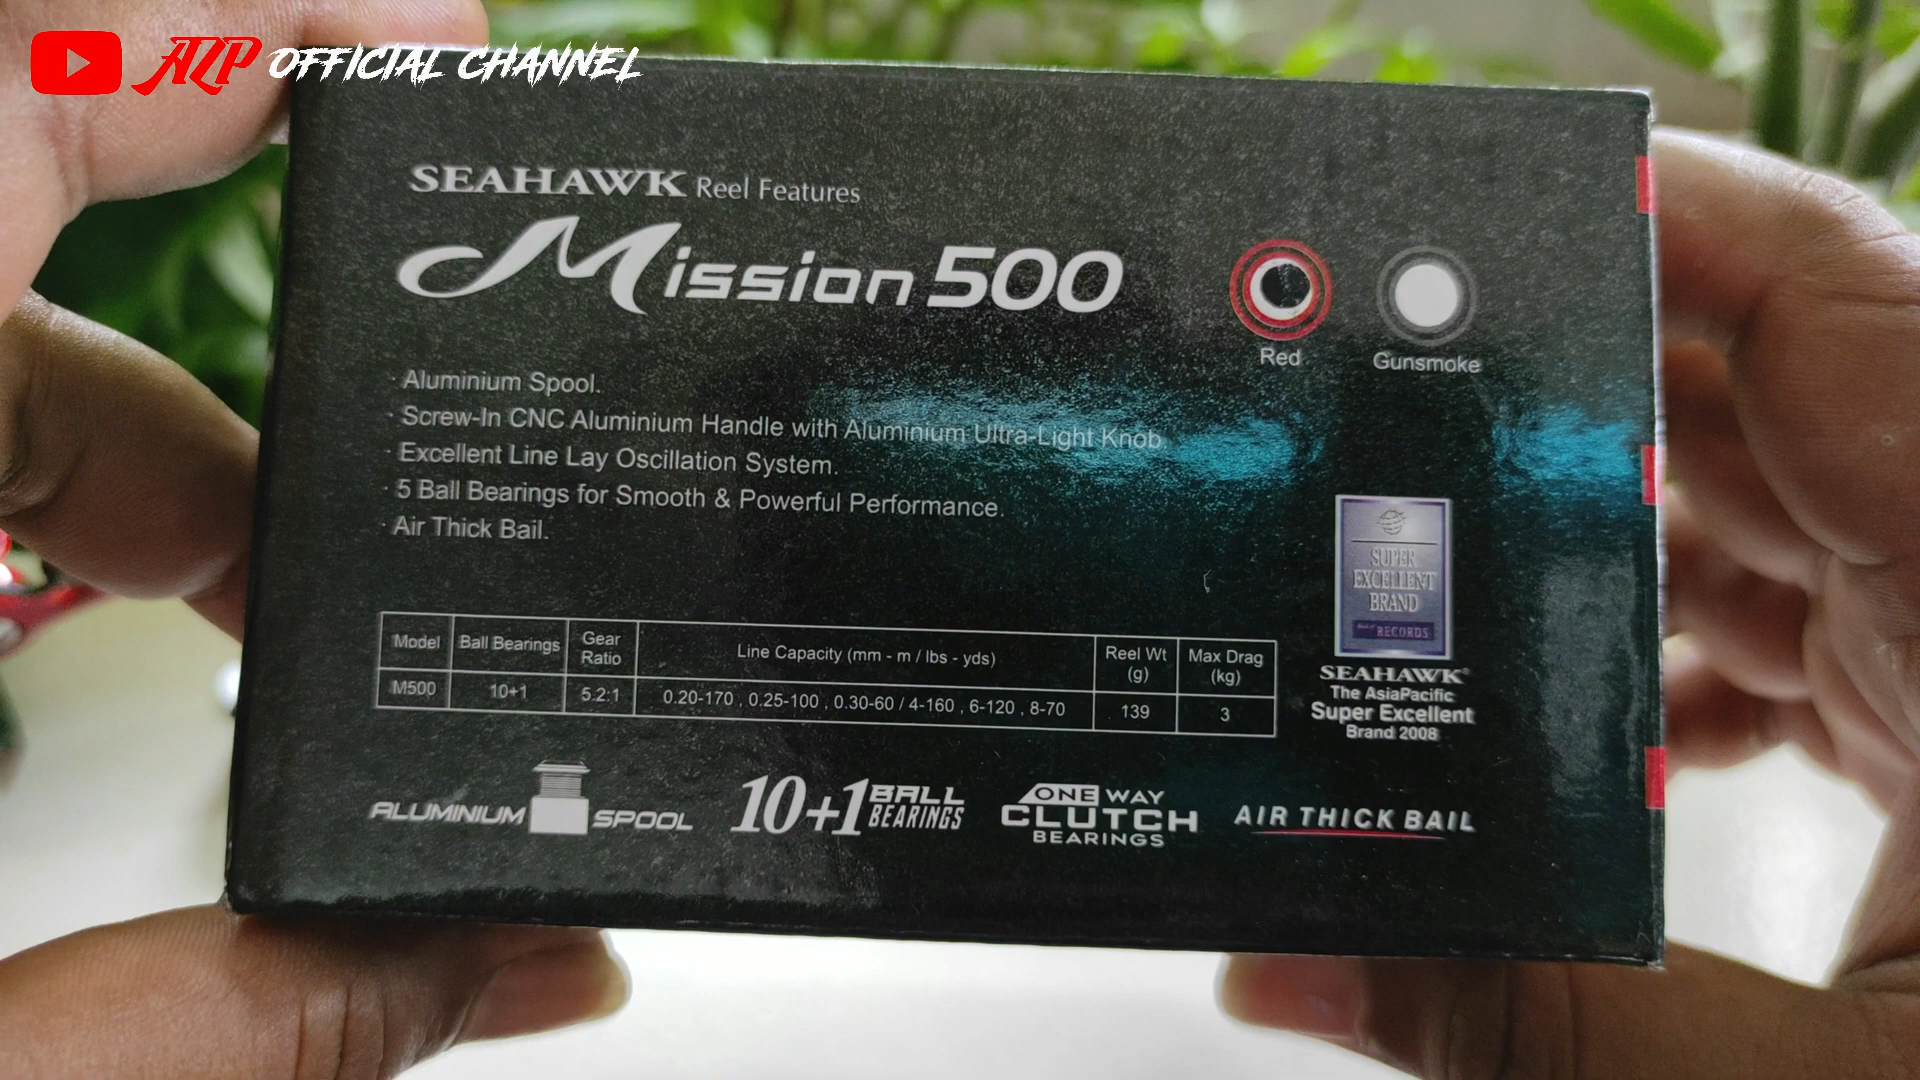 ALP OFFICIAL CHANNEL
SEAHAWK Reel Features
Mission 500
Red
Gunsmoke
· Aluminium Spool.
· Screw-In CNC Aluminium Handle with Aluminium Ultra-Light Knob
· Excellent Line Lay Oscillation System.
· 5 Ball Bearings for Smooth & Powerful Performance.
· Air Thick Bail.
SUPER
EXCELLENT
BRAND
RECORDS
SEAHAWK®
The AsiaPacific
Super Excellent
Brand 2008
Model Ball Bearings Gear Ratio Line Capacity (mm - m / lbs - yds) Reel Wt (g) Max Drag (kg)
M500 10+1 5.2:1 0.20-170 , 0.25-100 , 0.30-60 / 4-160 , 6-120 , 8-70 139 3
ALUMINIUM SPOOL
10+1 BALL BEARINGS
ONE WAY
CLUTCH
BEARINGS
AIR THICK BAIL